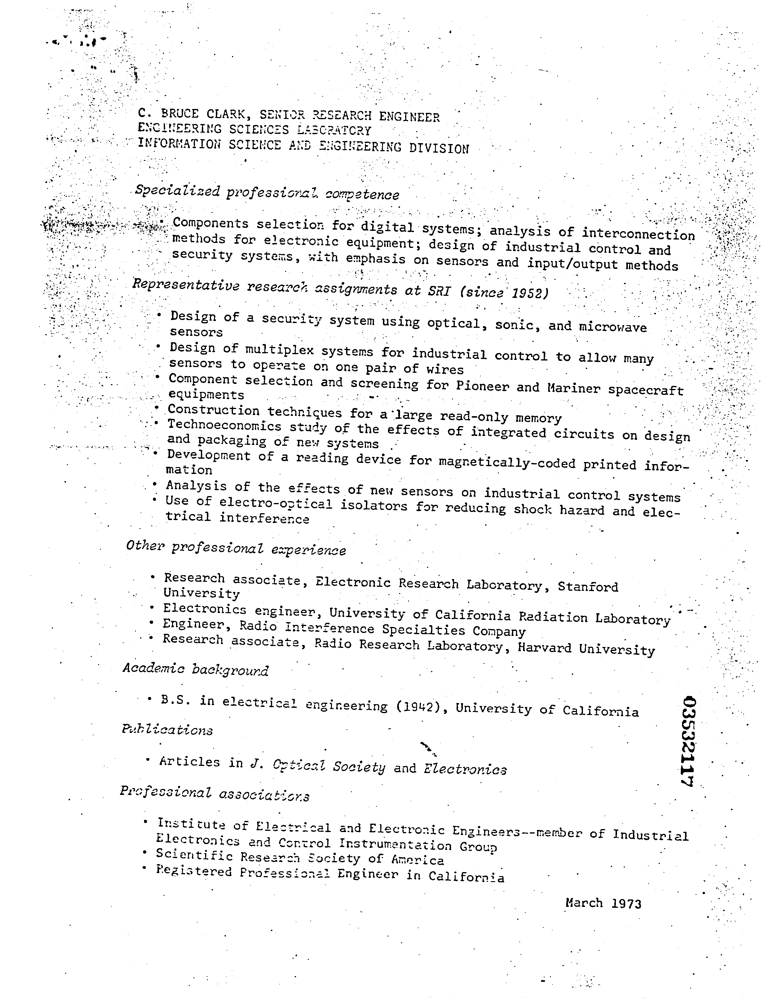 C. BRUCE CLARK, SENIOR RESEARCH ENGINEER
ENGINEERING SCIENCES LABORATORY
INFORMATION SCIENCE AND ENGINEERING DIVISION
Specialized professional competence
• Components selection for digital systems; analysis of interconnection
methods for electronic equipment; design of industrial control and
security systems, with emphasis on sensors and input/output methods
Representative research assignments at SRI (since 1952)
• Design of a security system using optical, sonic, and microwave
sensors
• Design of multiplex systems for industrial control to allow many
sensors to operate on one pair of wires
• Component selection and screening for Pioneer and Mariner spacecraft
equipments
• Construction techniques for a large read-only memory
• Technoeconomics study of the effects of integrated circuits on design
and packaging of new systems
• Development of a reading device for magnetically-coded printed infor-
mation
• Analysis of the effects of new sensors on industrial control systems
• Use of electro-optical isolators for reducing shock hazard and elec-
trical interference
Other professional experience
• Research associate, Electronic Research Laboratory, Stanford
University
• Electronics engineer, University of California Radiation Laboratory
• Engineer, Radio Interference Specialties Company
• Research associate, Radio Research Laboratory, Harvard University
Academic background
• B.S. in electrical engineering (1942), University of California
Publications
• Articles in J. Optical Society and Electronics
Professional associations
• Institute of Electrical and Electronic Engineers--member of Industrial
Electronics and Control Instrumentation Group
• Scientific Research Society of America
• Registered Professional Engineer in California
March 1973
03532117